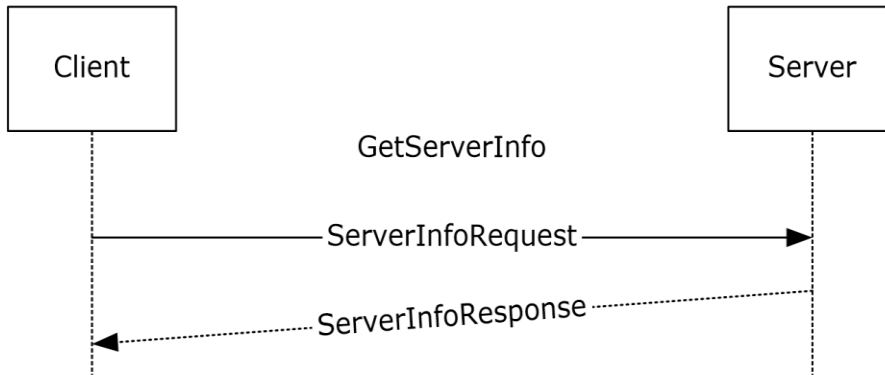 Client
Server
GetServerInfo
ServerInfoRequest
ServerInfoResponse